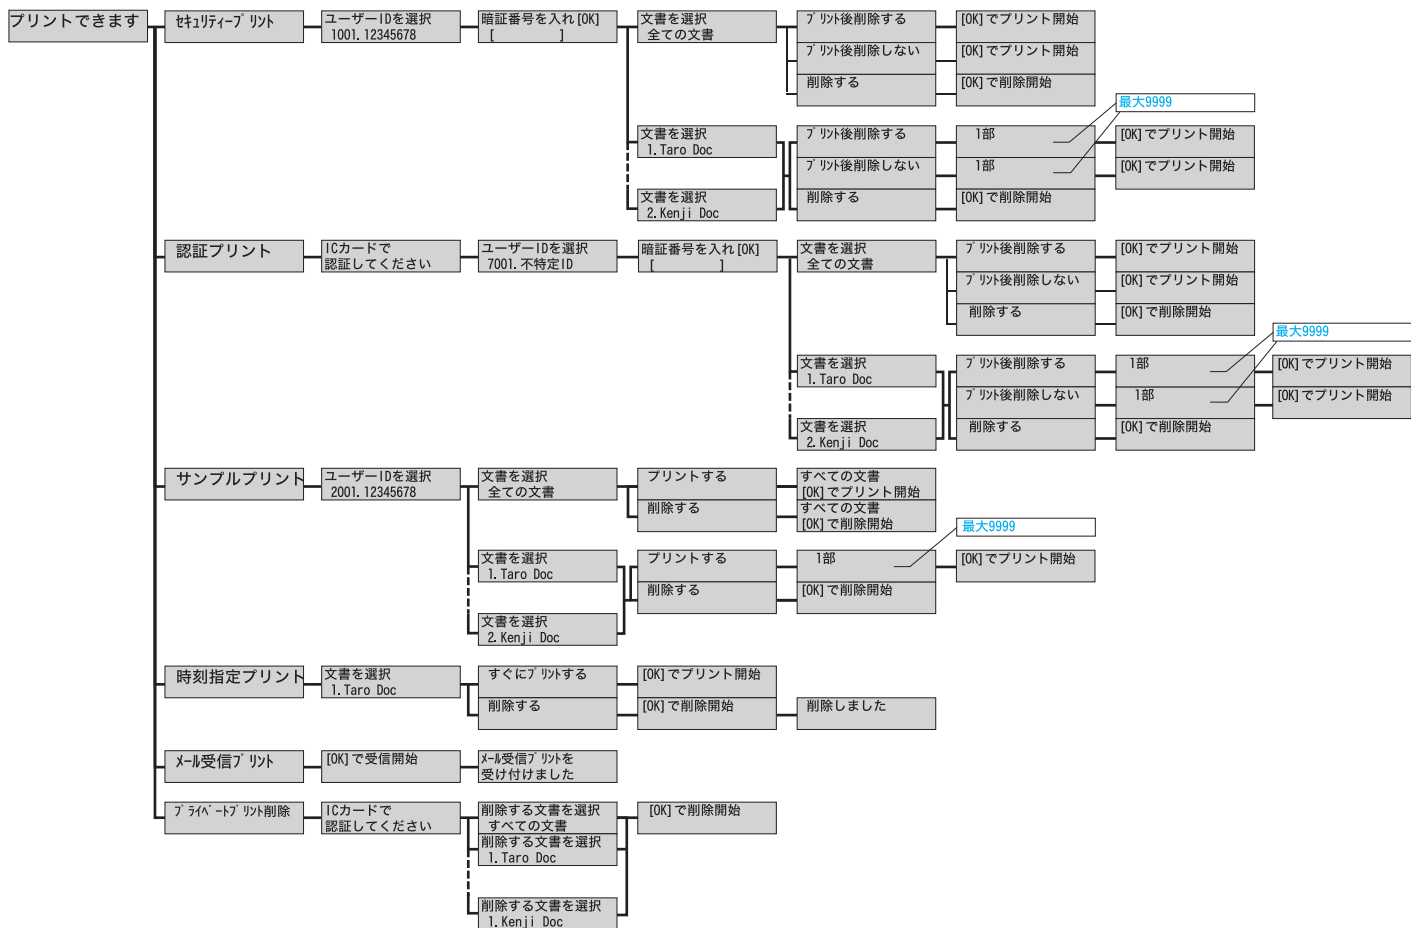 プリントできます
セキュリティープリント
ユーザーIDを選択
1001. 12345678
暗証番号を入れ[OK]
[ ]
文書を選択
全ての文書
プリント後削除する
[OK]でプリント開始
プリント後削除しない
[OK]でプリント開始
削除する
[OK]で削除開始
最大9999
文書を選択
1. Taro Doc
プリント後削除する
1部
[OK]でプリント開始
プリント後削除しない
1部
[OK]でプリント開始
文書を選択
2. Kenji Doc
削除する
[OK]で削除開始
認証プリント
ICカードで
認証してください
ユーザーIDを選択
7001. 不特定ID
暗証番号を入れ[OK]
[ ]
文書を選択
全ての文書
プリント後削除する
[OK]でプリント開始
プリント後削除しない
[OK]でプリント開始
削除する
[OK]で削除開始
最大9999
文書を選択
1. Taro Doc
プリント後削除する
1部
[OK]でプリント開始
プリント後削除しない
1部
[OK]でプリント開始
文書を選択
2. Kenji Doc
削除する
[OK]で削除開始
サンプルプリント
ユーザーIDを選択
2001. 12345678
文書を選択
全ての文書
プリントする
すべての文書
[OK]でプリント開始
削除する
すべての文書
[OK]で削除開始
最大9999
文書を選択
1. Taro Doc
プリントする
1部
[OK]でプリント開始
削除する
[OK]で削除開始
文書を選択
2. Kenji Doc
時刻指定プリント
文書を選択
1. Taro Doc
すぐにプリントする
[OK]でプリント開始
削除する
[OK]で削除開始
削除しました
メール受信プリント
[OK]で受信開始
メール受信プリントを
受け付けました
プライベートプリント削除
ICカードで
認証してください
削除する文書を選択
すべての文書
[OK]で削除開始
削除する文書を選択
1. Taro Doc
削除する文書を選択
1. Kenji Doc